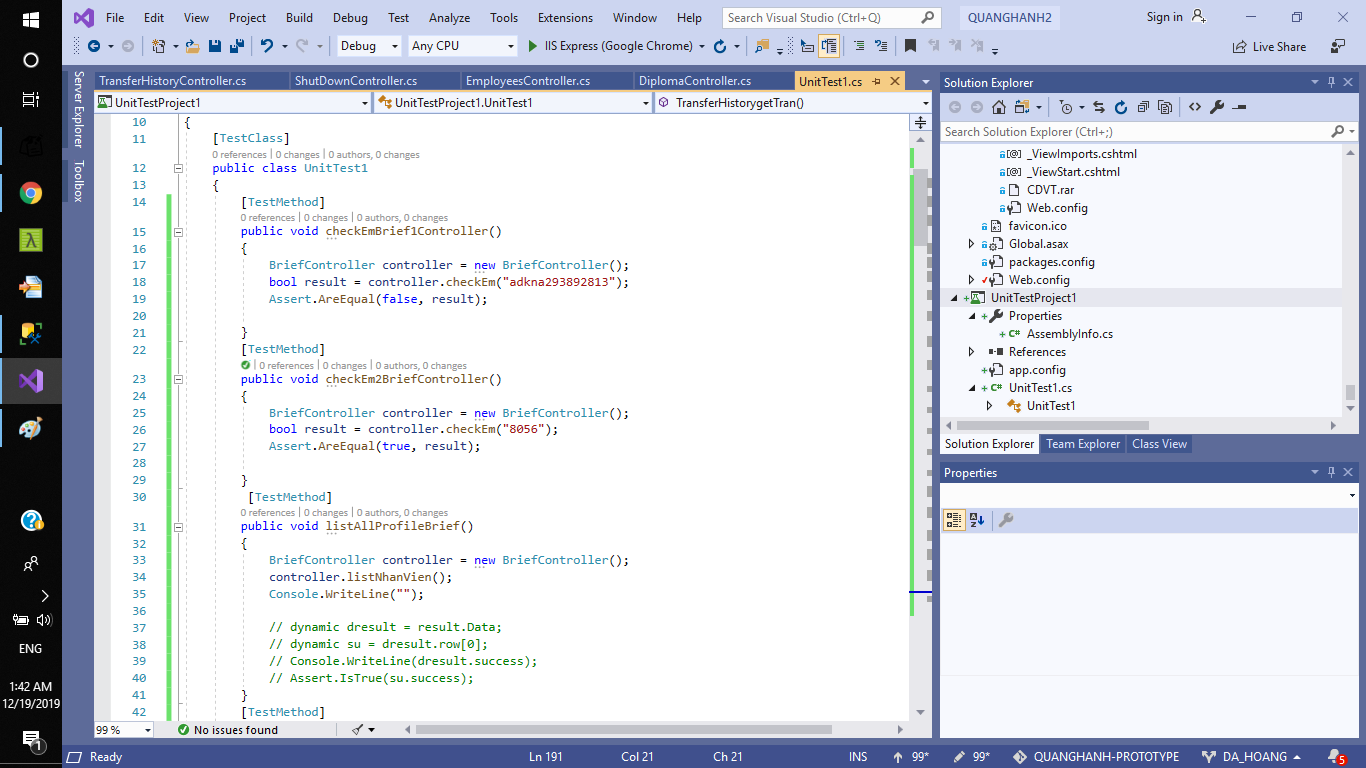 File Edit View Project Build Debug Test Analyze Tools Extensions Window Help Search Visual Studio (Ctrl+Q) QUANGHANH2 Sign in
Debug Any CPU IIS Express (Google Chrome) Live Share
Server Explorer
Toolbox
TransferHistoryController.cs ShutDownController.cs EmployeesController.cs DiplomaController.cs UnitTest1.cs
UnitTestProject1 UnitTestProject1.UnitTest1 TransferHistorygetTran()
10 {
11 [TestClass]
0 references | 0 changes | 0 authors, 0 changes
12 public class UnitTest1
13 {
14 [TestMethod]
0 references | 0 changes | 0 authors, 0 changes
15 public void checkEmBrief1Controller()
16 {
17 BriefController controller = new BriefController();
18 bool result = controller.checkEm("adkna293892813");
19 Assert.AreEqual(false, result);
20
21 }
22 [TestMethod]
| 0 references | 0 changes | 0 authors, 0 changes
23 public void checkEm2BriefController()
24 {
25 BriefController controller = new BriefController();
26 bool result = controller.checkEm("8056");
27 Assert.AreEqual(true, result);
28
29 }
30 [TestMethod]
0 references | 0 changes | 0 authors, 0 changes
31 public void listAllProfileBrief()
32 {
33 BriefController controller = new BriefController();
34 controller.listNhanVien();
35 Console.WriteLine("");
36
37 // dynamic dresult = result.Data;
38 // dynamic su = dresult.row[0];
39 // Console.WriteLine(dresult.success);
40 // Assert.IsTrue(su.success);
41 }
42 [TestMethod]
99 % No issues found
Solution Explorer
Search Solution Explorer (Ctrl+;)
_ViewImports.cshtml
_ViewStart.cshtml
CDVT.rar
Web.config
favicon.ico
Global.asax
packages.config
Web.config
UnitTestProject1
Properties
C# AssemblyInfo.cs
References
app.config
C# UnitTest1.cs
UnitTest1
Solution Explorer Team Explorer Class View
Properties
ENG
1:42 AM
12/19/2019
1
Ready Ln 191 Col 21 Ch 21 INS 99* 99* QUANGHANH-PROTOTYPE DA_HOANG 5